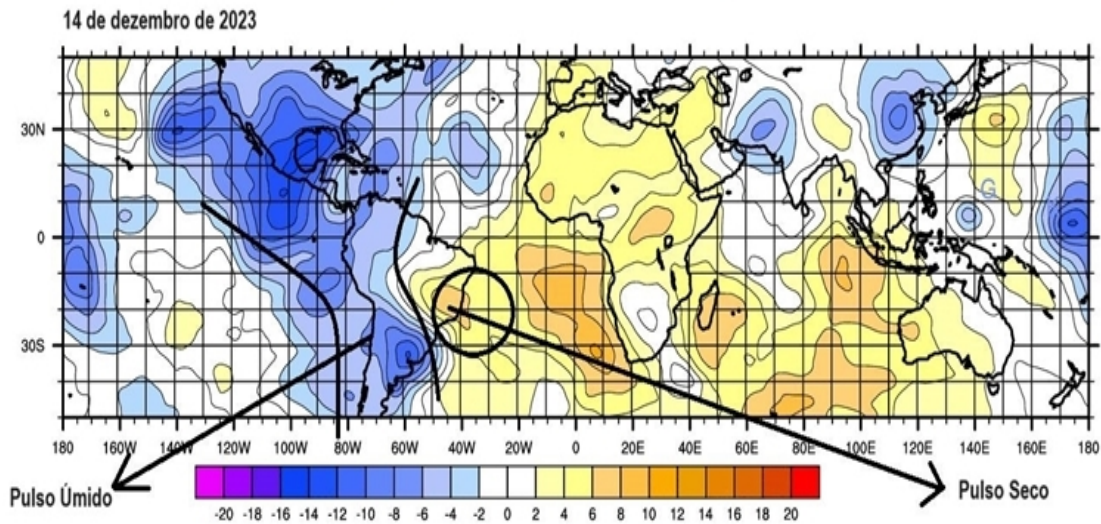 14 de dezembro de 2023
30N
0
30S
G
180 160W 140W 120W 100W 80W 60W 40W 20W 0 20E 40E 60E 80E 100E 120E 140E 160E 180
Pulso Úmido
Pulso Seco
-20 -18 -16 -14 -12 -10 -8 -6 -4 -2 0 2 4 6 8 10 12 14 16 18 20